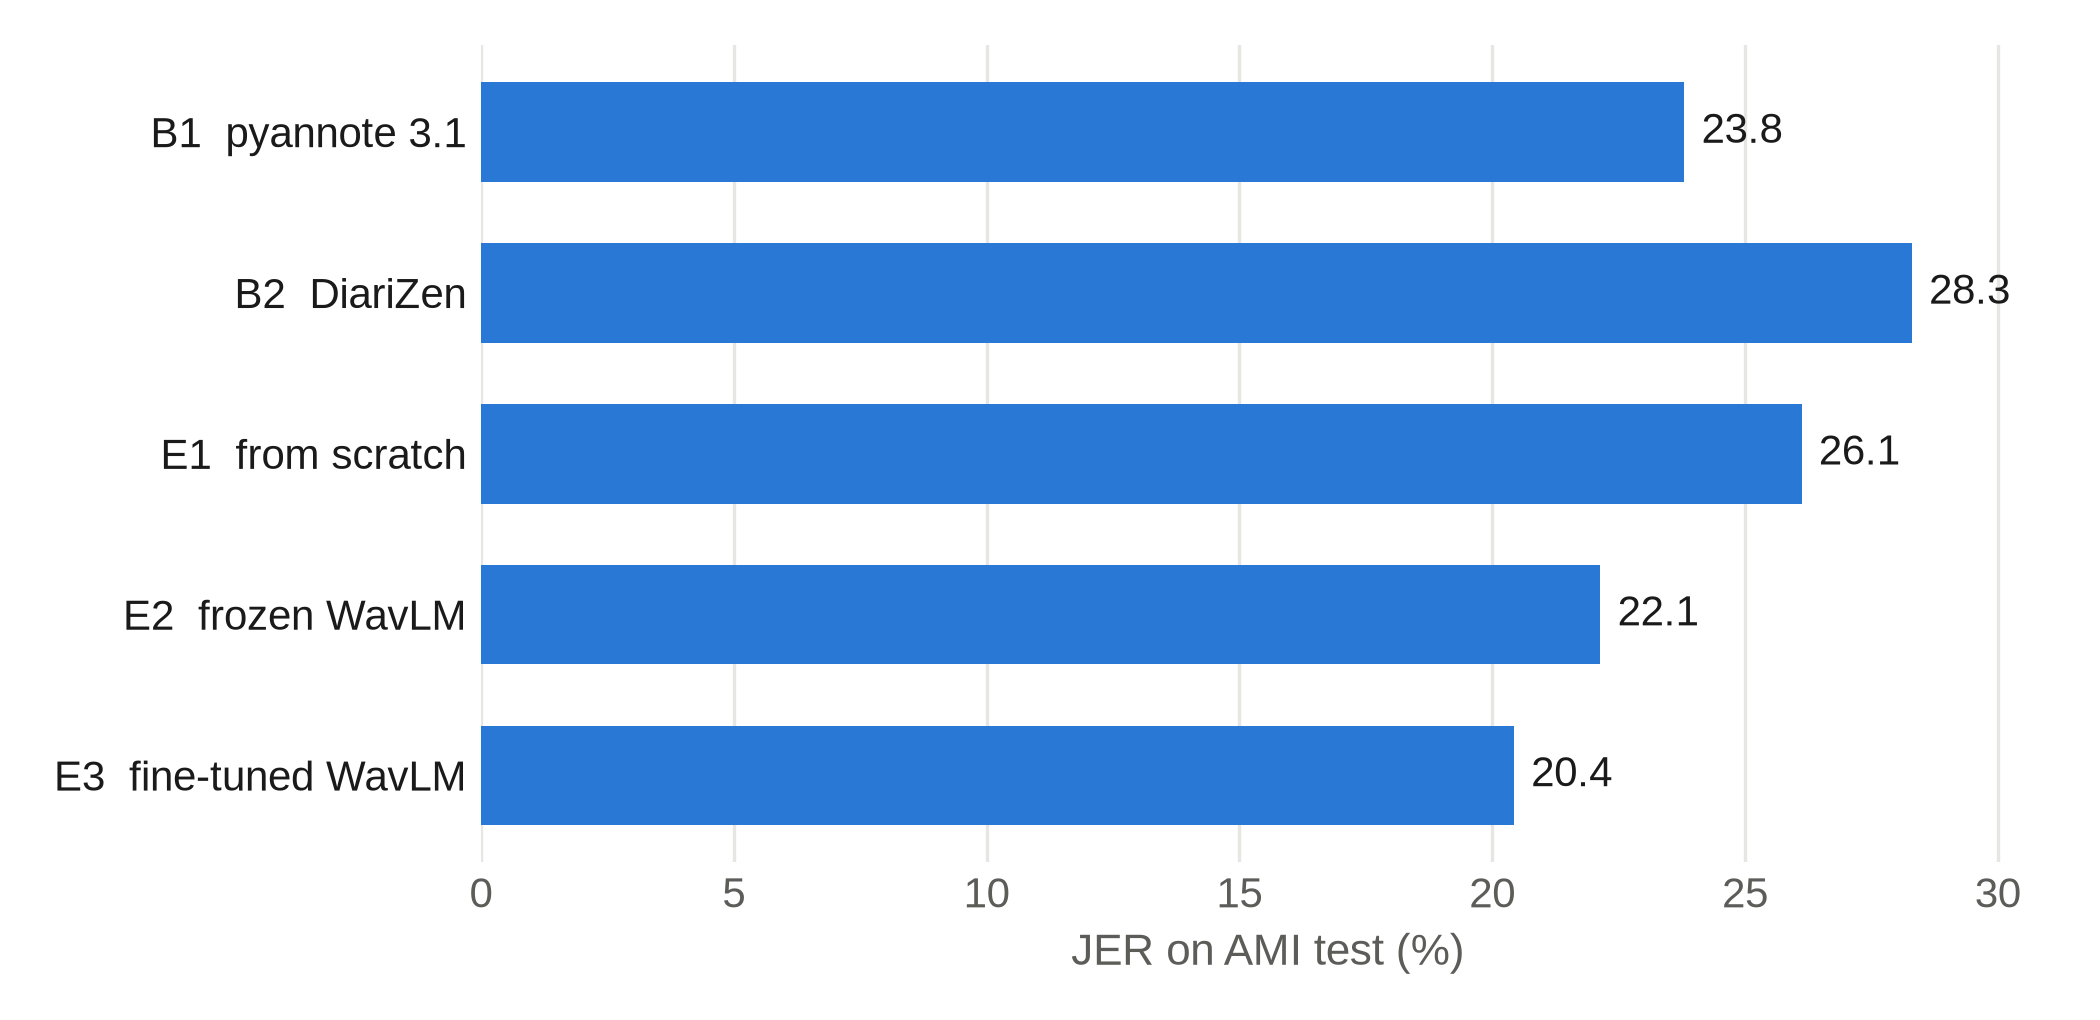 B1 pyannote 3.1 23.8
B2 DiariZen 28.3
E1 from scratch 26.1
E2 frozen WavLM 22.1
E3 fine-tuned WavLM 20.4
0 5 10 15 20 25 30
JER on AMI test (%)